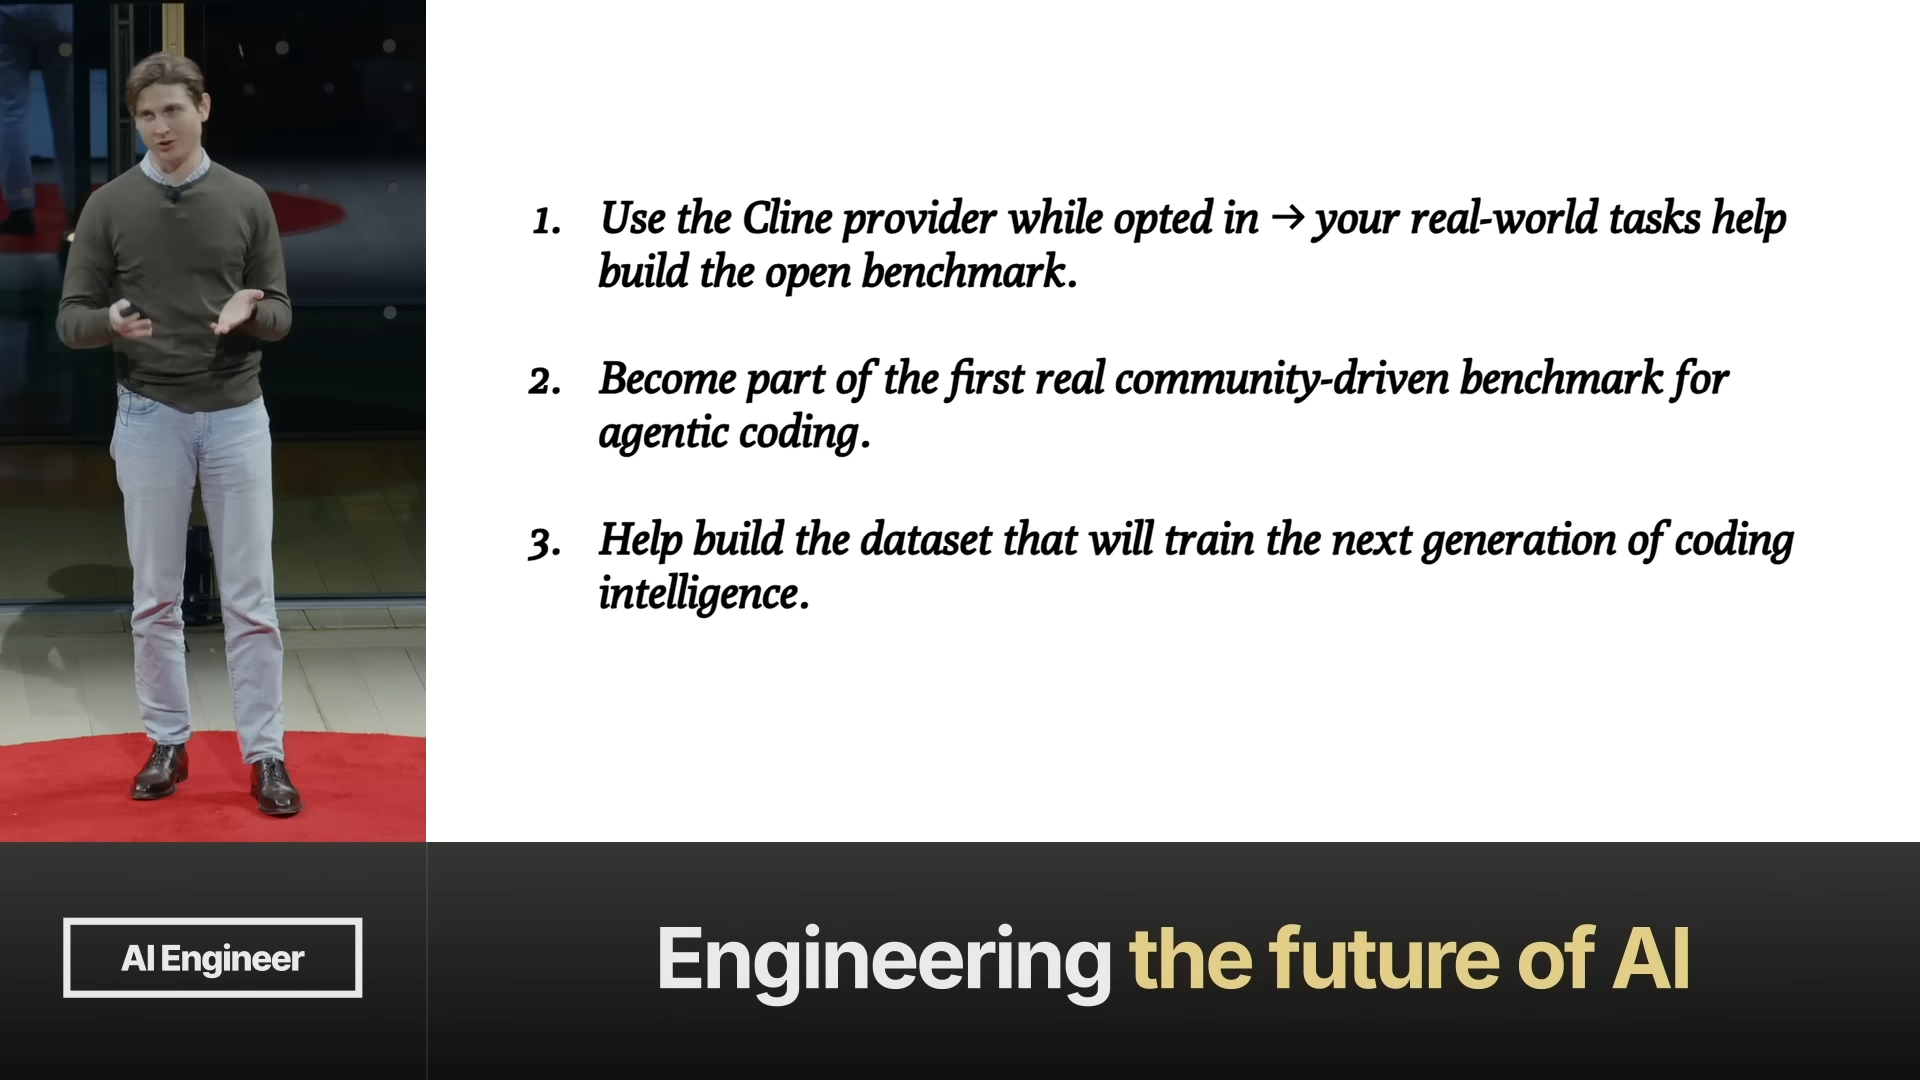 1. Use the Cline provider while opted in → your real-world tasks help
build the open benchmark.
2. Become part of the first real community-driven benchmark for
agentic coding.
3. Help build the dataset that will train the next generation of coding
intelligence.
AI Engineer
Engineering the future of AI